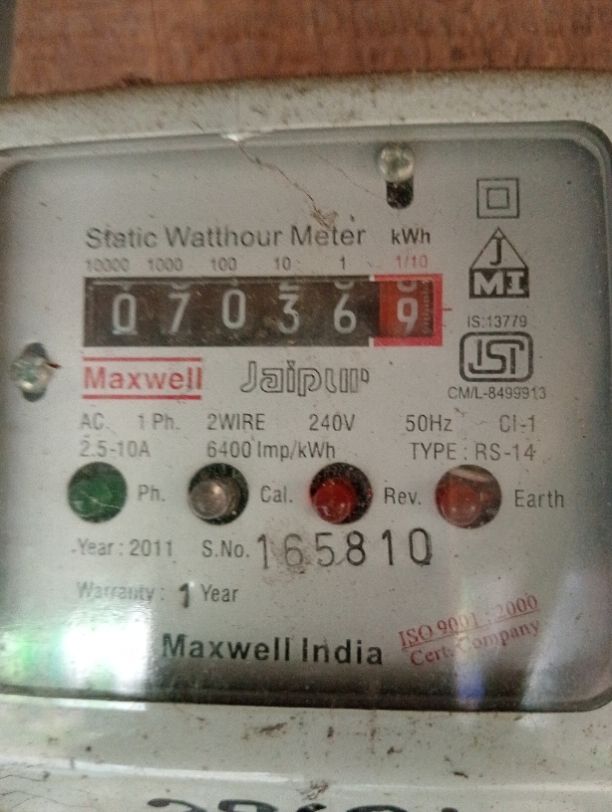 Static Watthour Meter kWh
10000 1000 100 10 1 1/10
0 7 0 3 6 9
J
MI
IS:13779
ISI
CM/L-8499913
Maxwell Jaipur
AC. 1 Ph. 2WIRE 240V 50Hz Cl-1
2.5-10A 6400 Imp/kWh TYPE : RS-14
Ph. Cal. Rev. Earth
Year : 2011 S.No. 165810
Warranty : 1 Year
ISO 9001 : 2000
Cert. Company
Maxwell India